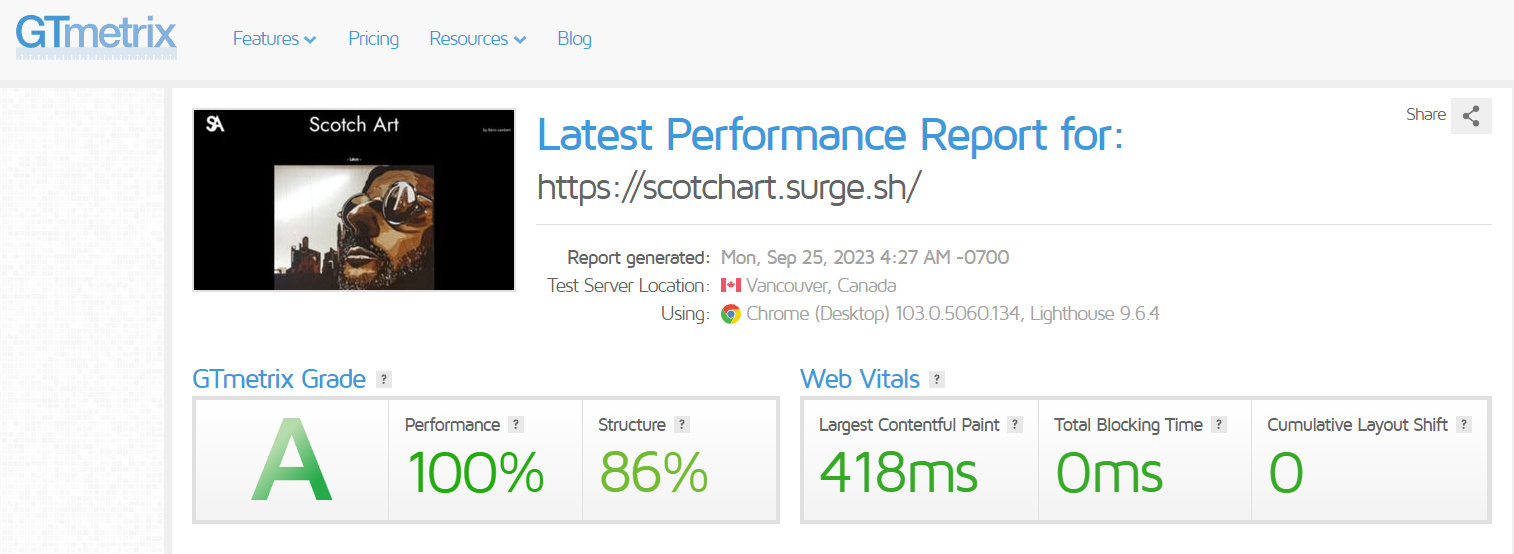 GTmetrix
Features
Pricing
Resources
Blog
SA
Scotch Art
Latest Performance Report for:
https://scotchart.surge.sh/
Share
Report generated: Mon, Sep 25, 2023 4:27 AM -0700
Test Server Location: Vancouver, Canada
Using: Chrome (Desktop) 103.0.5060.134, Lighthouse 9.6.4
GTmetrix Grade ?
A
Performance ?
100%
Structure ?
86%
Web Vitals ?
Largest Contentful Paint ?
418ms
Total Blocking Time ?
0ms
Cumulative Layout Shift ?
0